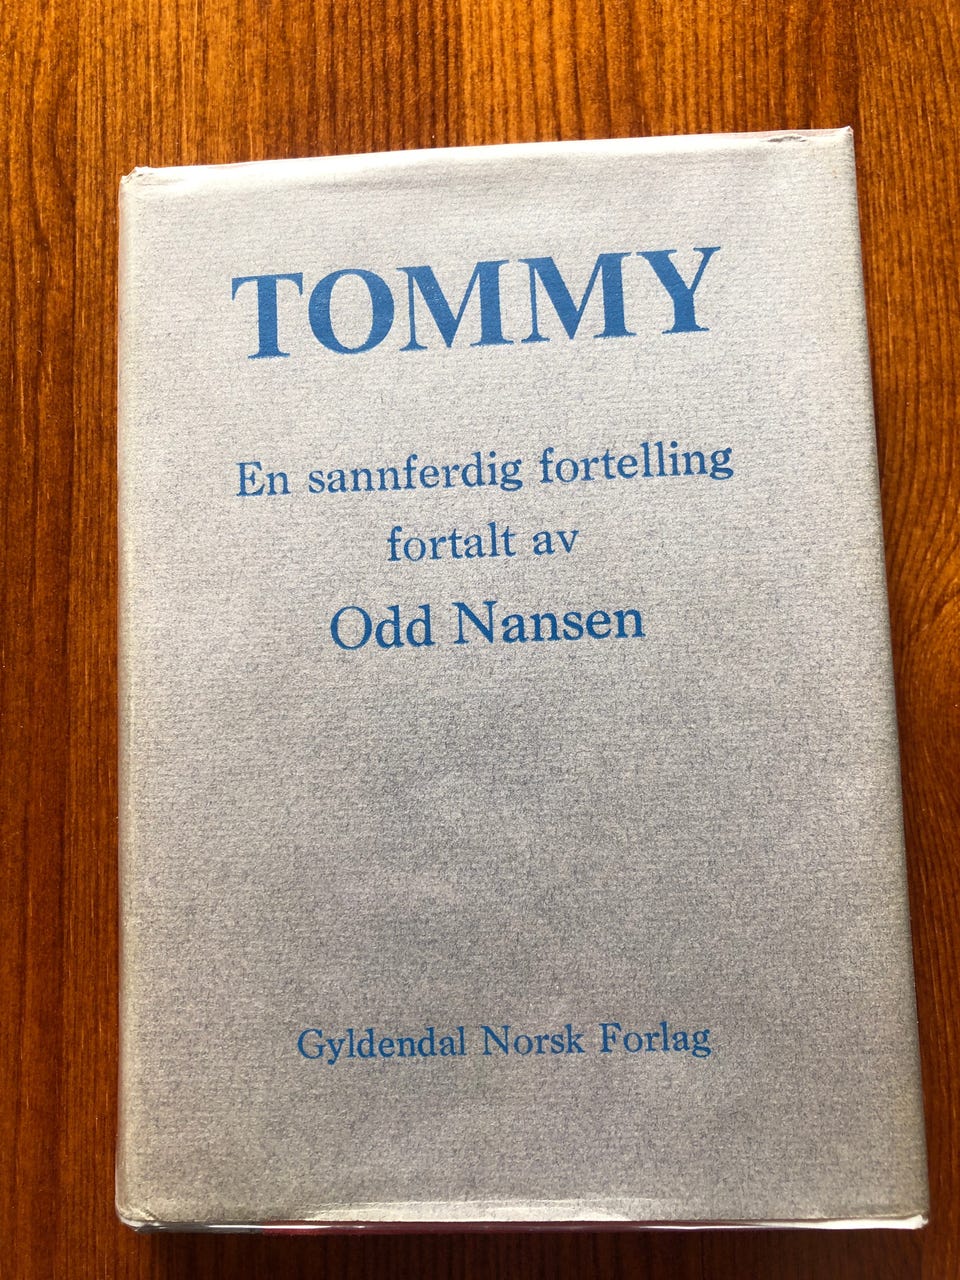 TOMMY
En sannferdig fortelling
fortalt av
Odd Nansen
Gyldendal Norsk Forlag